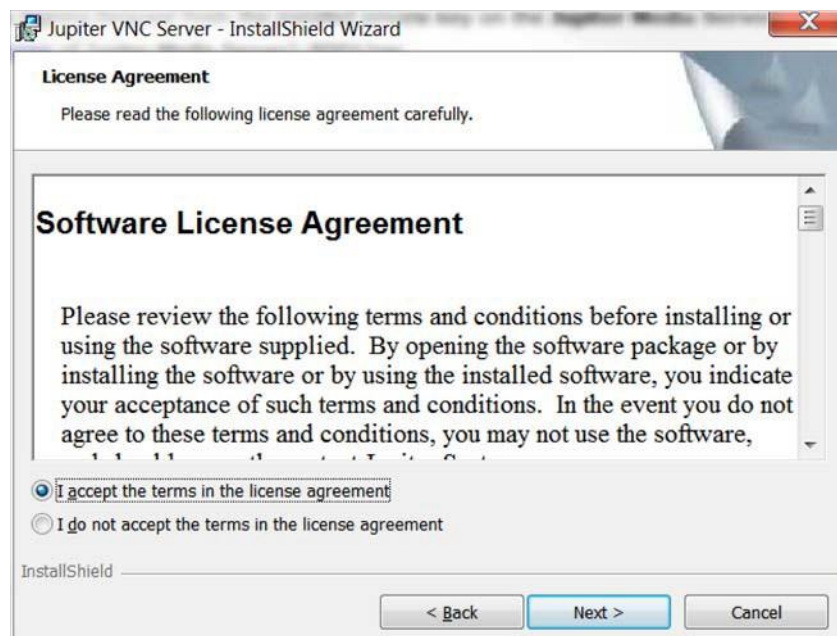 Jupiter VNC Server - InstallShield Wizard
License Agreement
Please read the following license agreement carefully.
Software License Agreement
Please review the following terms and conditions before installing or
using the software supplied.  By opening the software package or by
installing the software or by using the installed software, you indicate
your acceptance of such terms and conditions.  In the event you do not
agree to these terms and conditions, you may not use the software,
I accept the terms in the license agreement
I do not accept the terms in the license agreement
InstallShield
< Back
Next >
Cancel